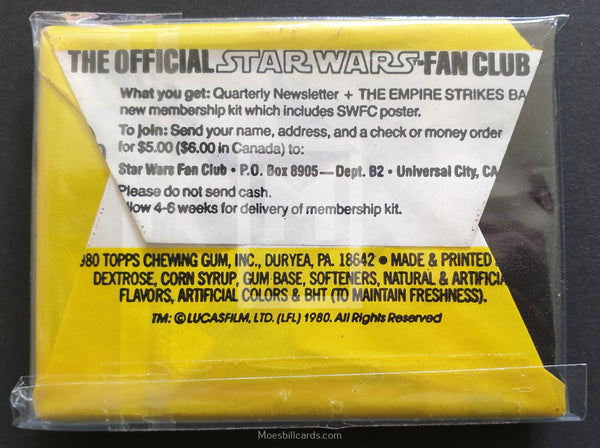 THE OFFICIAL STAR WARS FAN CLUB
What you get: Quarterly Newsletter + THE EMPIRE STRIKES BA
new membership kit which includes SWFC poster.
To join: Send your name, address, and a check or money order
for $5.00 ($6.00 in Canada) to:
Star Wars Fan Club • P.O. Box 8905—Dept. B2 • Universal City, CA
Please do not send cash.
llow 4-6 weeks for delivery of membership kit.
980 TOPPS CHEWING GUM, INC., DURYEA, PA. 18642 • MADE & PRINTED
DEXTROSE, CORN SYRUP, GUM BASE, SOFTENERS, NATURAL & ARTIFICIA
FLAVORS, ARTIFICIAL COLORS & BHT (TO MAINTAIN FRESHNESS).
TM: © LUCASFILM, LTD. (LFL) 1980. All Rights Reserved
Moesbillcards.com